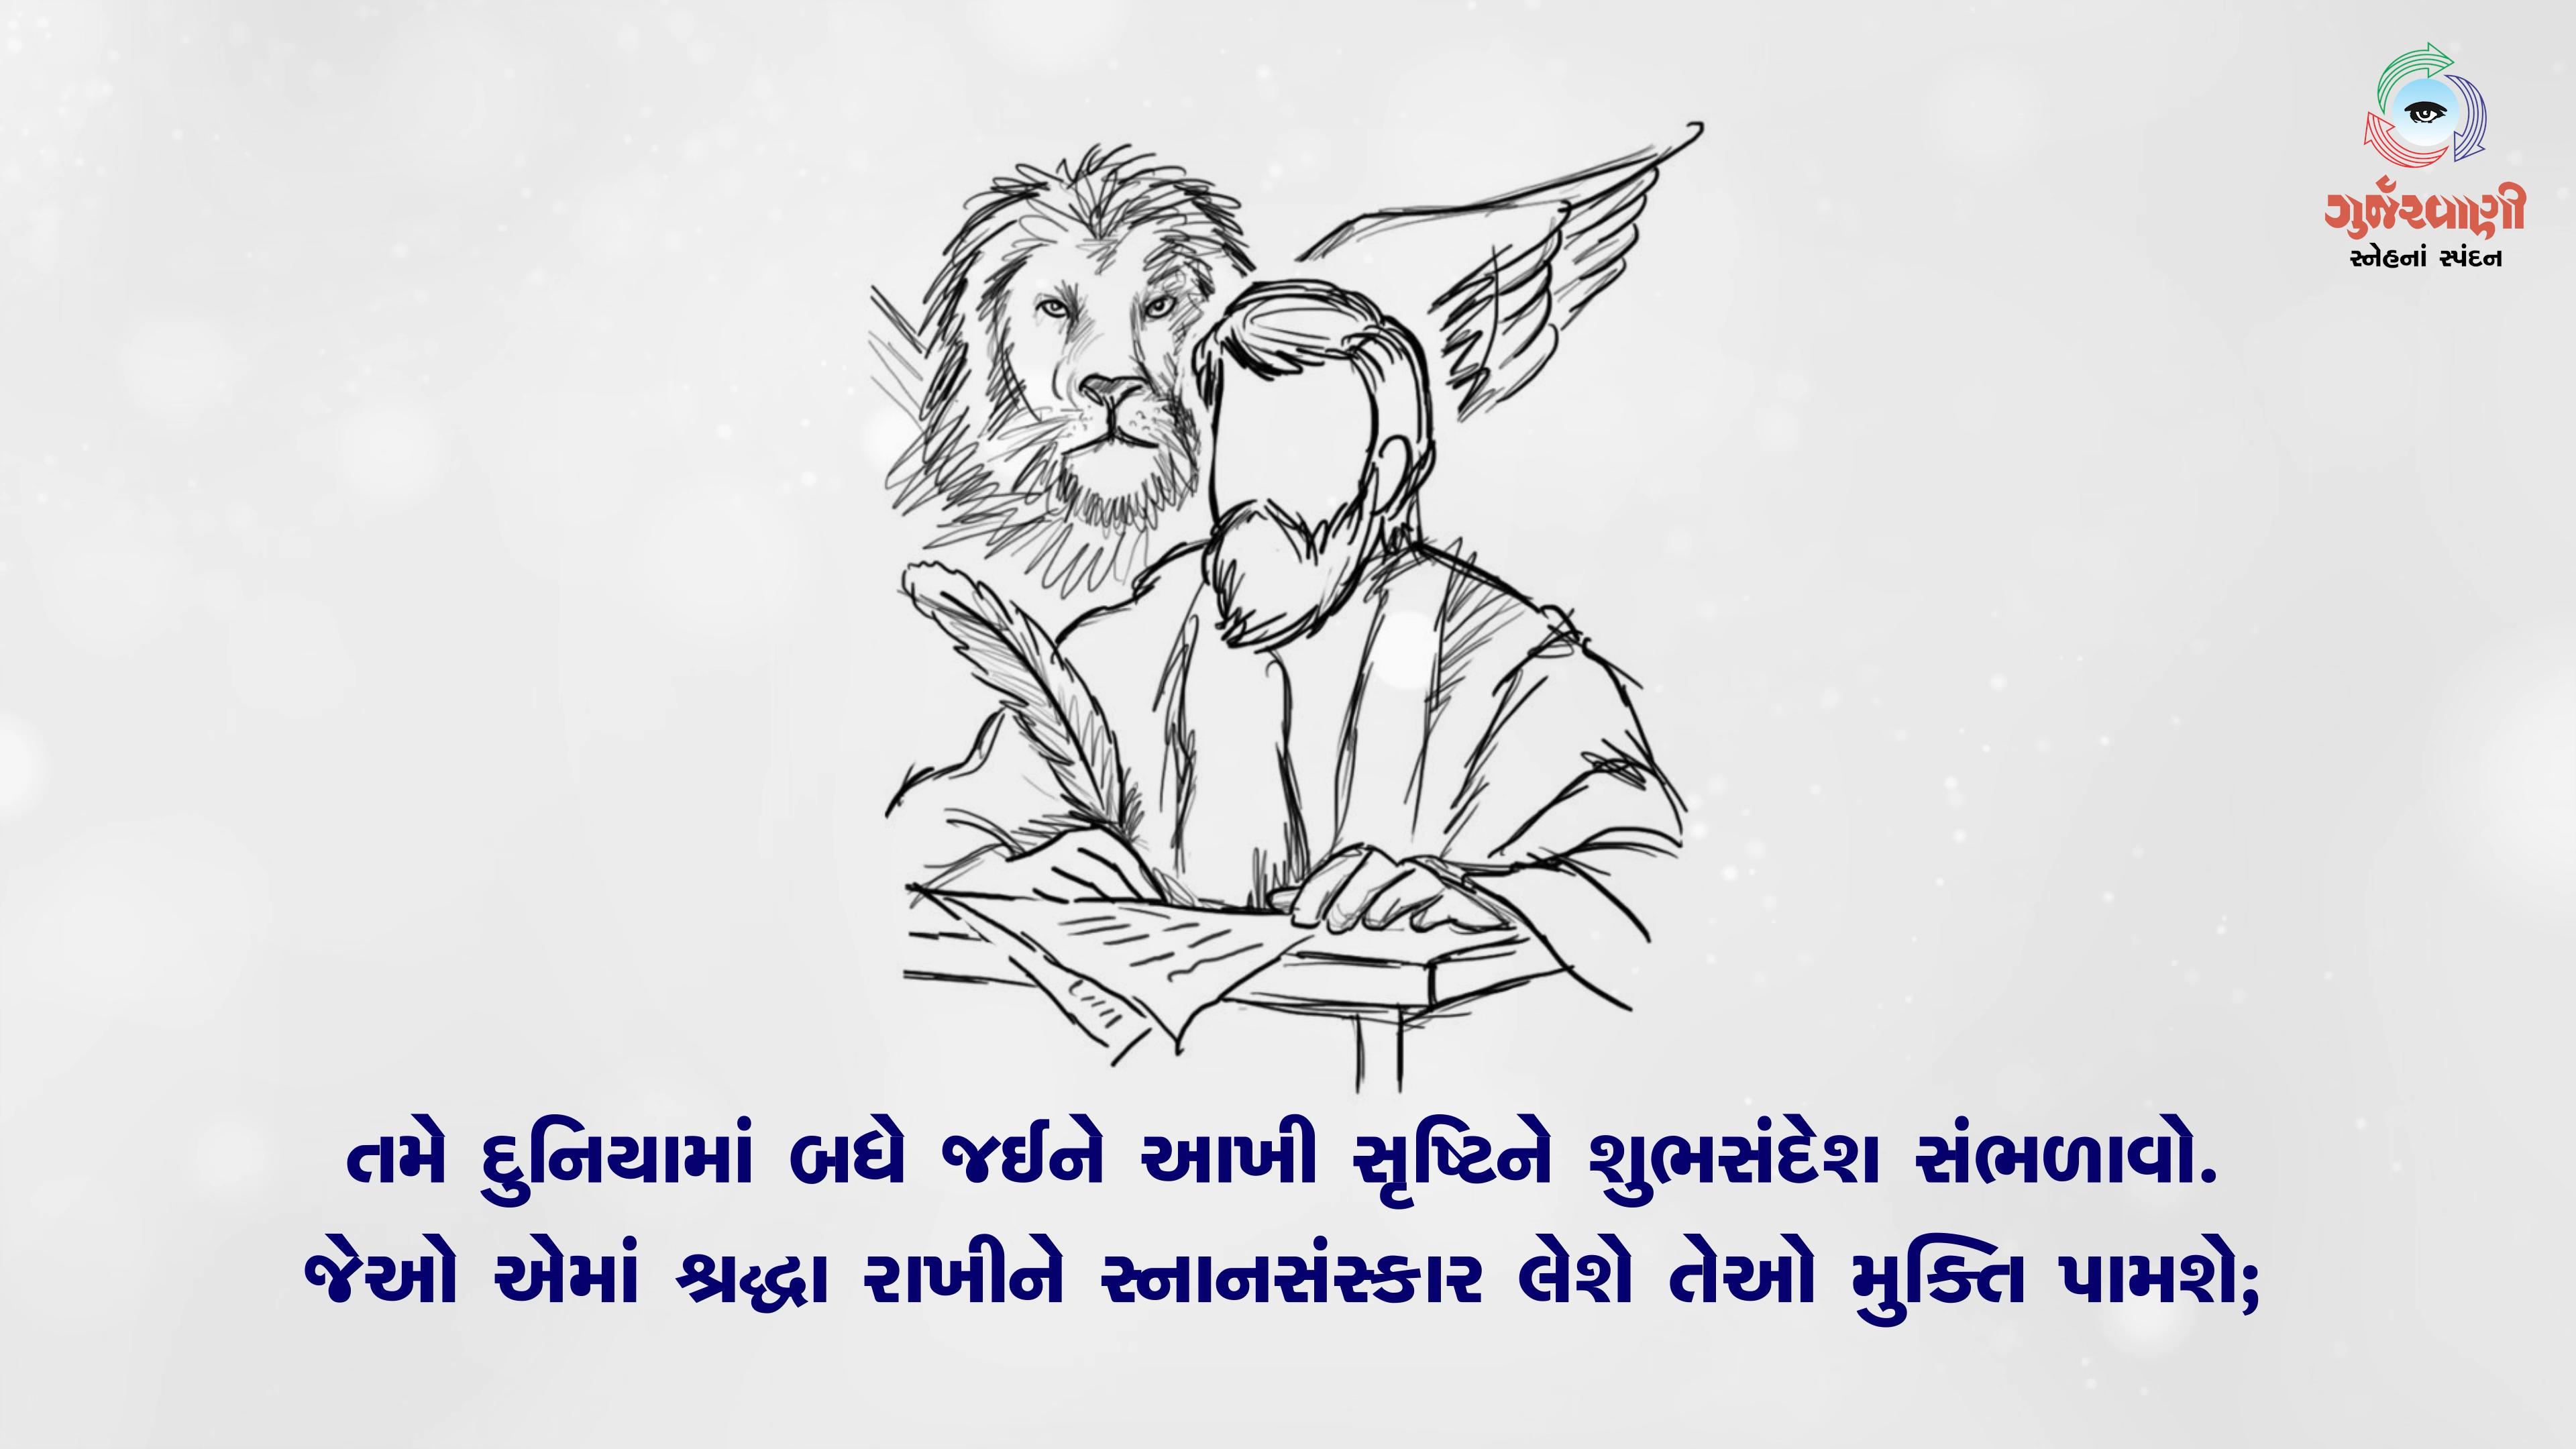 ગુર્જરવાણી
સ્નેહનાં સ્પંદન
તમે દુનિયામાં બધે જઈને આખી સૃષ્ટિને શુભસંદેશ સંભળાવો.
જેઓ એમાં શ્રદ્ધા રાખીને સ્નાનસંસ્કાર લેશે તેઓ મુક્તિ પામશે;